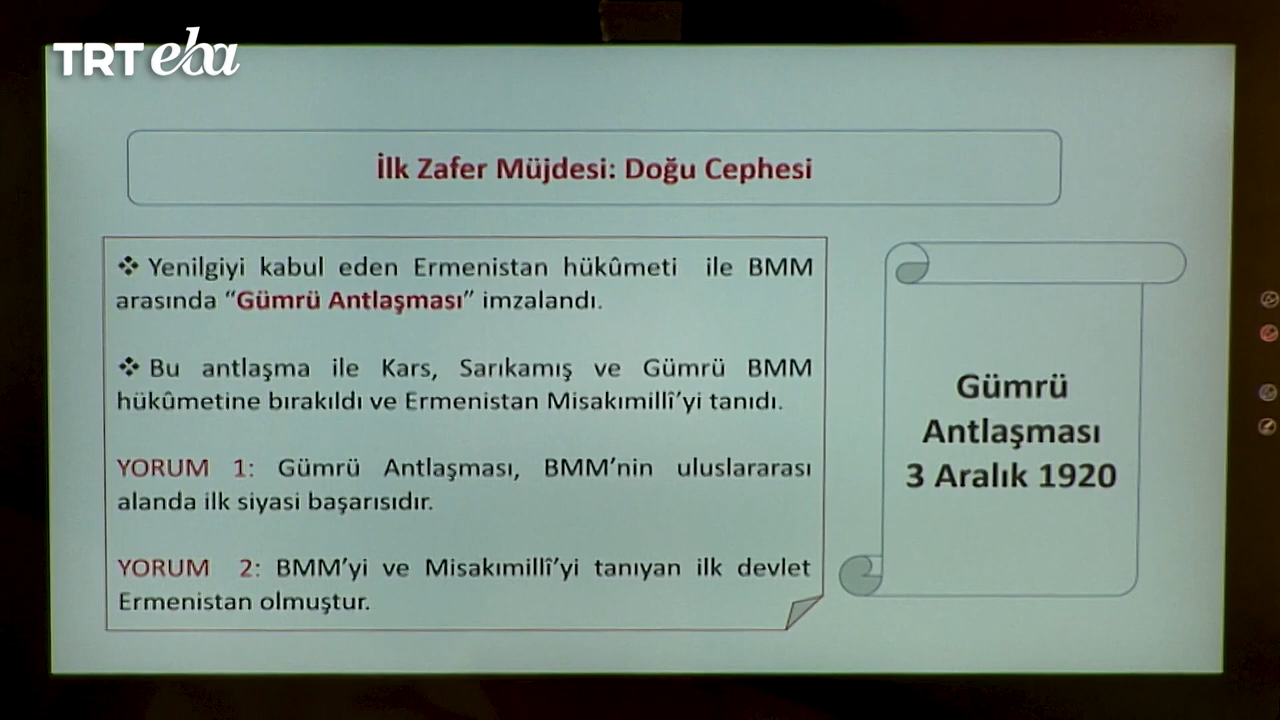 TRT eba
İlk Zafer Müjdesi: Doğu Cephesi
❖ Yenilgiyi kabul eden Ermenistan hükûmeti ile BMM
arasında “Gümrü Antlaşması” imzalandı.
❖ Bu antlaşma ile Kars, Sarıkamış ve Gümrü BMM
hükûmetine bırakıldı ve Ermenistan Misakımillî’yi tanıdı.
YORUM 1: Gümrü Antlaşması, BMM’nin uluslararası
alanda ilk siyasi başarısıdır.
YORUM 2: BMM’yi ve Misakımillî’yi tanıyan ilk devlet
Ermenistan olmuştur.
Gümrü
Antlaşması
3 Aralık 1920